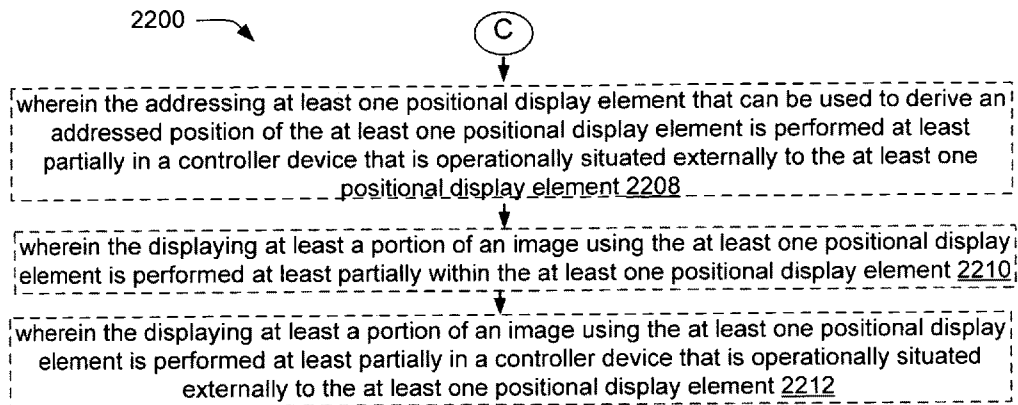 2200
C
wherein the addressing at least one positional display element that can be used to derive an
addressed position of the at least one positional display element is performed at least
partially in a controller device that is operationally situated externally to the at least one
positional display element 2208
wherein the displaying at least a portion of an image using the at least one positional display
element is performed at least partially within the at least one positional display element 2210
wherein the displaying at least a portion of an image using the at least one positional display
element is performed at least partially in a controller device that is operationally situated
externally to the at least one positional display element 2212